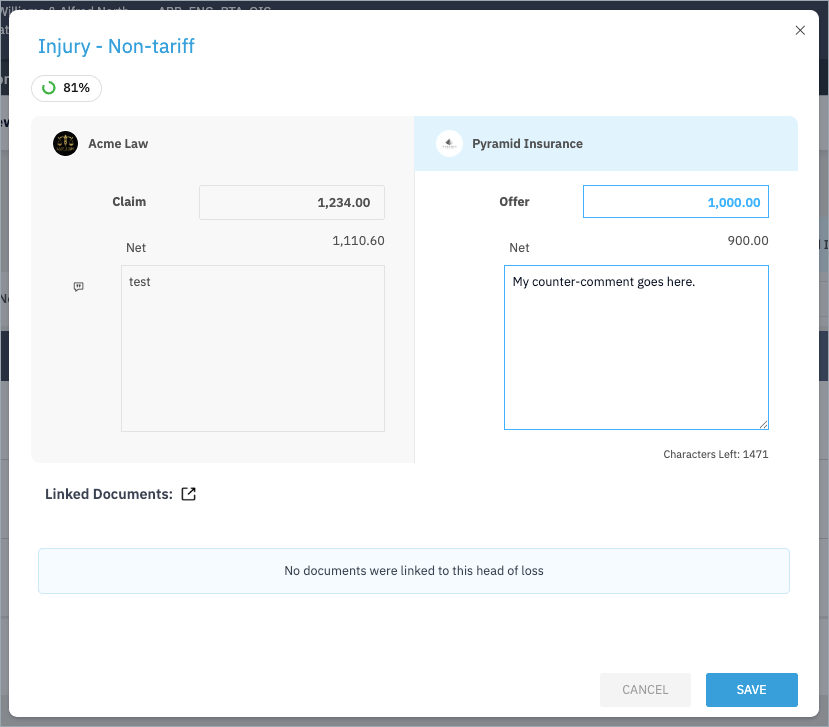 Injury - Non-tariff
81%
Acme Law
Pyramid Insurance
Claim
1,234.00
Offer
1,000.00
Net
1,110.60
Net
900.00
test
My counter-comment goes here.
Characters Left: 1471
Linked Documents:
No documents were linked to this head of loss
CANCEL
SAVE